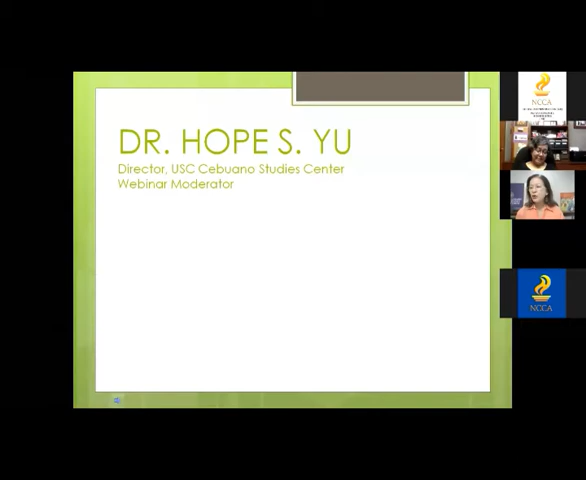 DR. HOPE S. YU
Director, USC Cebuano Studies Center
Webinar Moderator
NCCA
NCCA